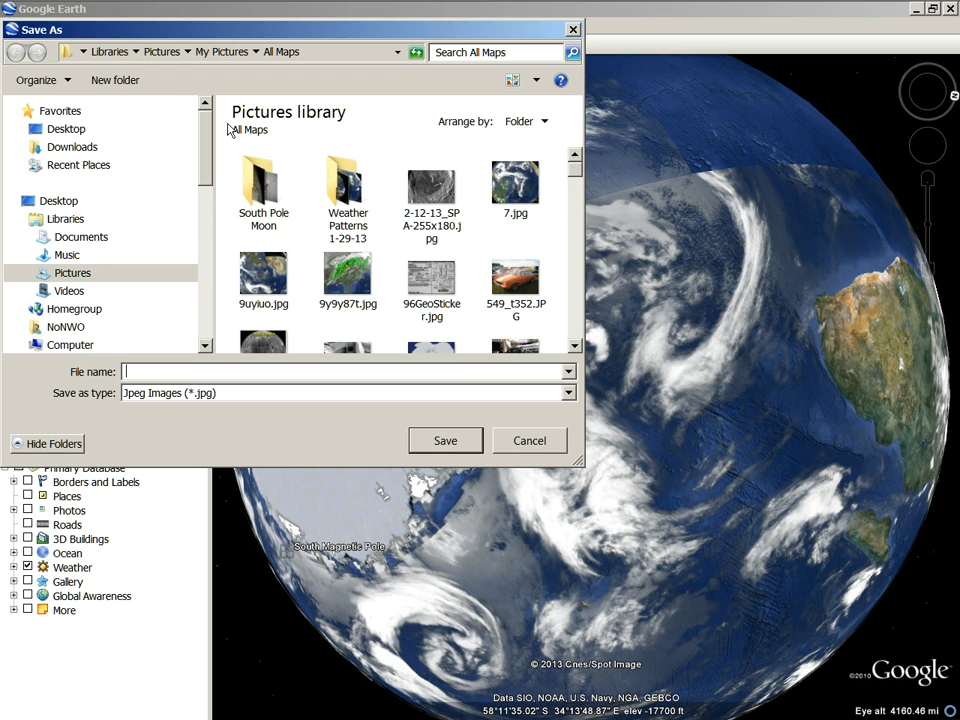 Google Earth
Save As
Libraries Pictures My Pictures All Maps
Search All Maps
Organize
New folder
Favorites
Desktop
Downloads
Recent Places
Desktop
Libraries
Documents
Music
Pictures
Videos
Homegroup
NoNWO
Computer
Pictures library
All Maps
Arrange by: Folder
South Pole
Moon
Weather
Patterns
1-29-13
2-12-13_SP
A-255x180.j
pg
7.jpg
9uyiuo.jpg
9y9y87t.jpg
96GeoSticke
r.jpg
549_t352.JP
G
File name:
Save as type: Jpeg Images (*.jpg)
Hide Folders
Save
Cancel
Primary Database
Borders and Labels
Places
Photos
Roads
3D Buildings
Ocean
Weather
Gallery
Global Awareness
More
N
South Magnetic Pole
© 2013 Cnes/Spot Image
©2010 Google
Data SIO, NOAA, U.S. Navy, NGA, GEBCO
58°11'35.02" S 34°13'48.87" E elev -17700 ft
Eye alt 4160.46 mi